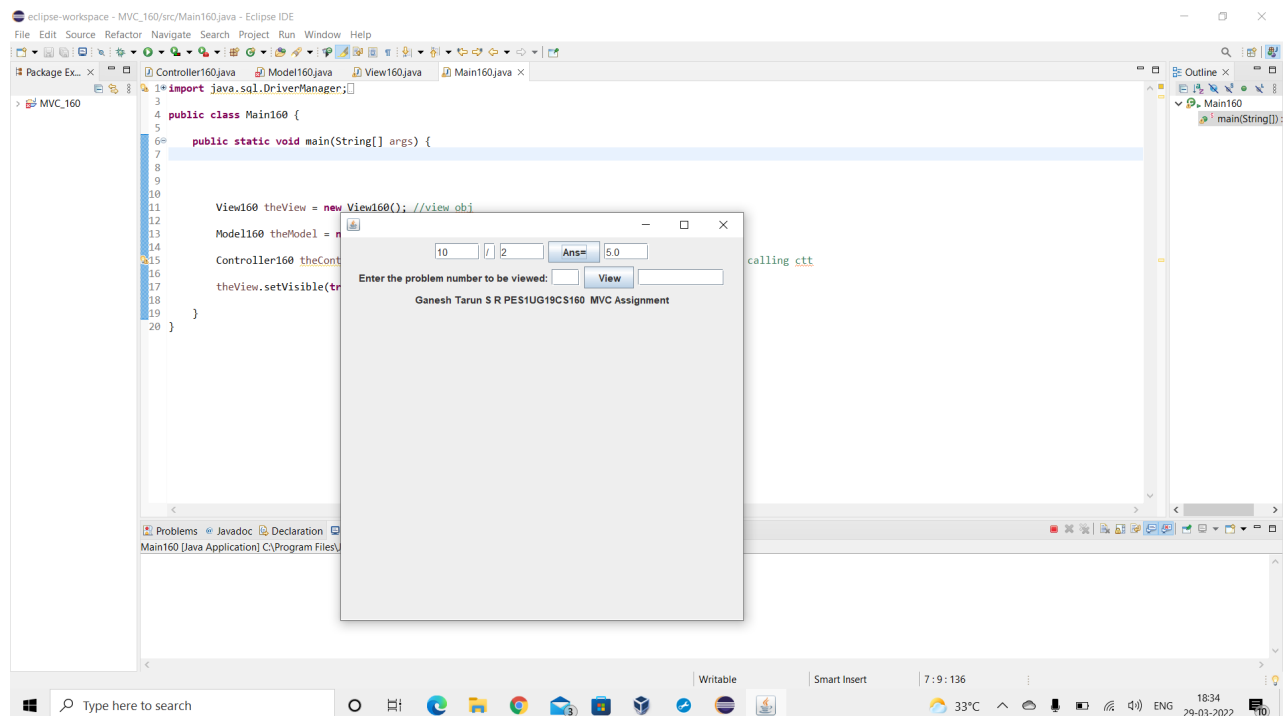 eclipse-workspace - MVC_160/src/Main160.java - Eclipse IDE
File Edit Source Refactor Navigate Search Project Run Window Help
Package Ex...
Controller160.java Model160.java View160.java Main160.java
Outline
MVC_160
1 import java.sql.DriverManager;
3
4 public class Main160 {
5
6 public static void main(String[] args) {
7
8
9
10
11 View160 theView = new View160(); //view obj
12
13 Model160 theModel = n
14
15 Controller160 theCont
calling ctt
16
17 theView.setVisible(tr
18
19 }
20 }
Main160
main(String[]) :
10 / 2 Ans= 5.0
Enter the problem number to be viewed: View
Ganesh Tarun S R PES1UG19CS160 MVC Assignment
Problems Javadoc Declaration
Main160 [Java Application] C:\Program Files\
Writable Smart Insert 7 : 9 : 136
Type here to search
3
33°C
ENG
18:34
29-03-2022
10